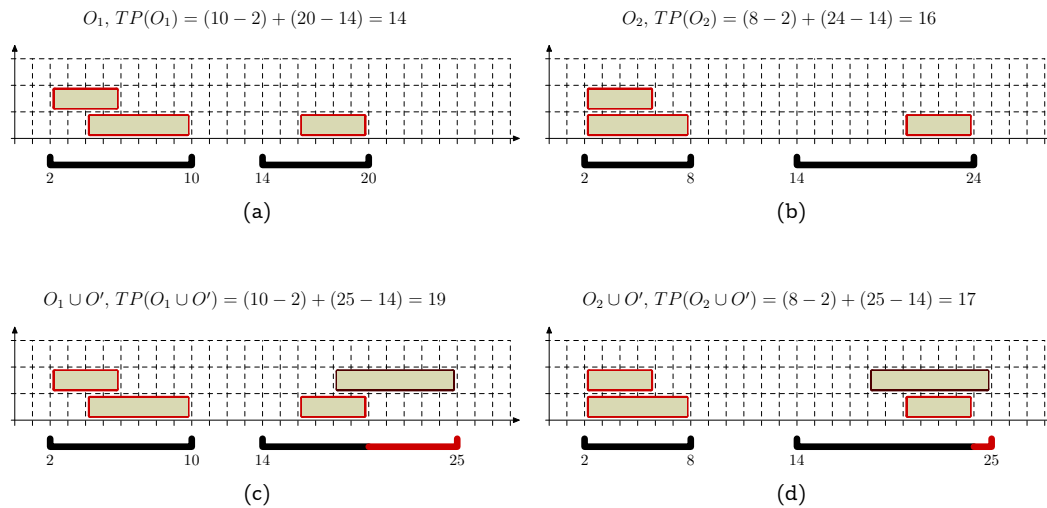 O₁, TP(O₁) = (10 − 2) + (20 − 14) = 14
2 10 14 20
(a)
O₂, TP(O₂) = (8 − 2) + (24 − 14) = 16
2 8 14 24
(b)
O₁ ∪ O′, TP(O₁ ∪ O′) = (10 − 2) + (25 − 14) = 19
2 10 14 25
(c)
O₂ ∪ O′, TP(O₂ ∪ O′) = (8 − 2) + (25 − 14) = 17
2 8 14 25
(d)